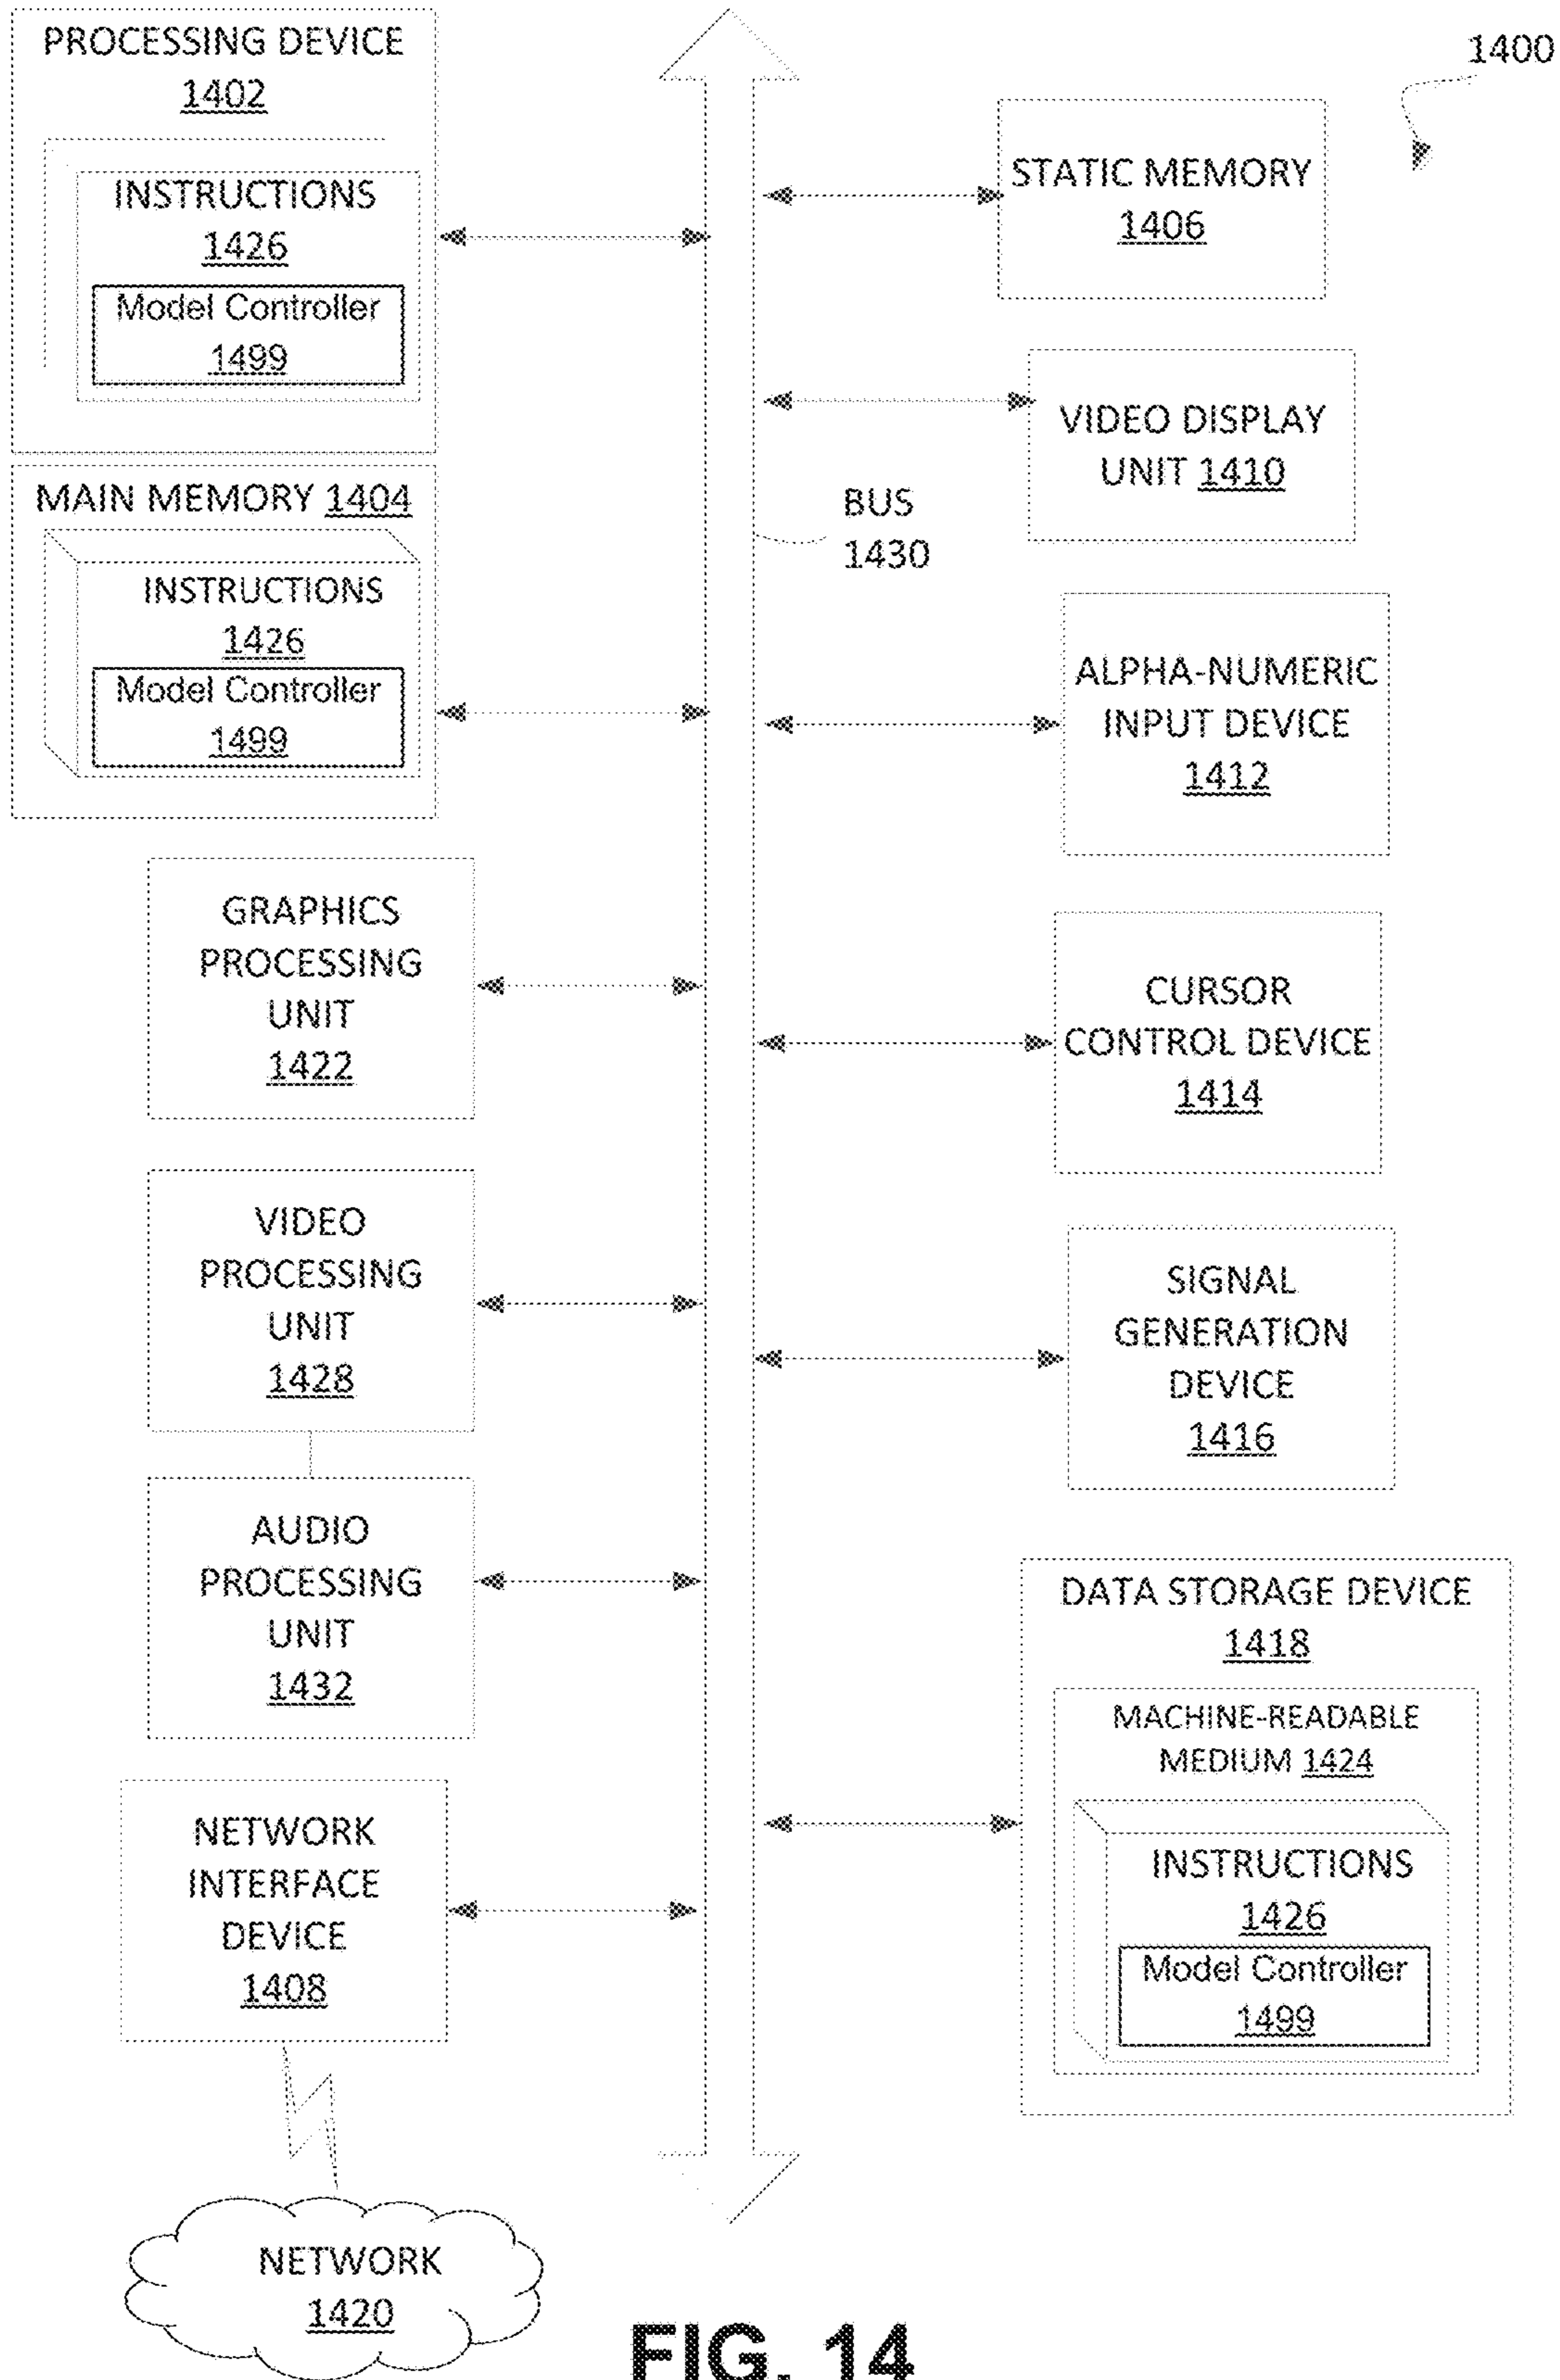 PROCESSING DEVICE
1402
INSTRUCTIONS
1426
Model Controller
1499
MAIN MEMORY 1404
INSTRUCTIONS
1426
Model Controller
1499
GRAPHICS
PROCESSING
UNIT
1422
VIDEO
PROCESSING
UNIT
1428
AUDIO
PROCESSING
UNIT
1432
NETWORK
INTERFACE
DEVICE
1408
NETWORK
1420
BUS
1430
1400
STATIC MEMORY
1406
VIDEO DISPLAY
UNIT 1410
ALPHA-NUMERIC
INPUT DEVICE
1412
CURSOR
CONTROL DEVICE
1414
SIGNAL
GENERATION
DEVICE
1416
DATA STORAGE DEVICE
1418
MACHINE-READABLE
MEDIUM 1424
INSTRUCTIONS
1426
Model Controller
1499
FIG. 14